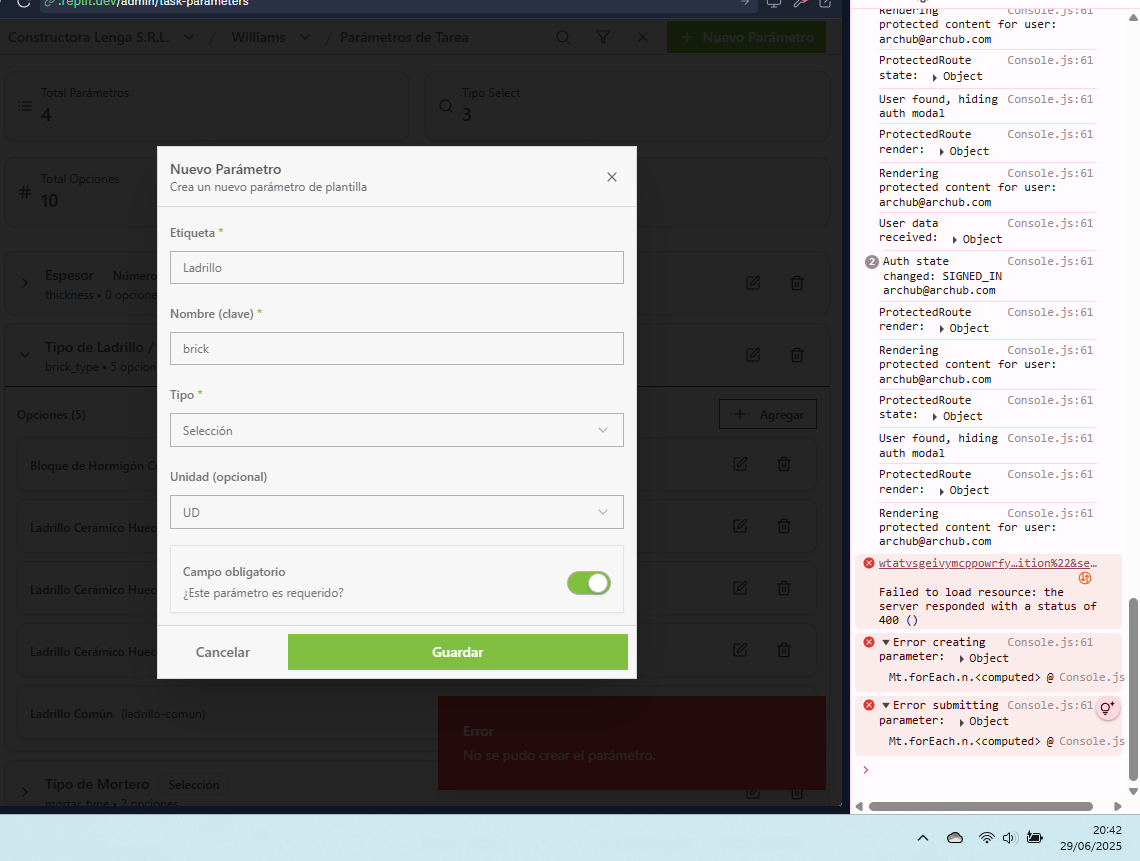 .replit.dev/admin/task-parameters
Constructora Lenga S.R.L. / Williams / Parámetros de Tarea
+ Nuevo Parámetro
Total Parámetros
4
Tipo Select
3
Total Opciones
10
Espesor Número
thickness • 0 opcione
Tipo de Ladrillo /
brick_type • 5 opcion
Opciones (5)
+ Agregar
Bloque de Hormigón C
Ladrillo Cerámico Huec
Ladrillo Cerámico Huec
Ladrillo Cerámico Huec
Ladrillo Común (ladrillo-comun)
Tipo de Mortero Selección
mortar_type • 2 opciones
Nuevo Parámetro
Crea un nuevo parámetro de plantilla
Etiqueta *
Ladrillo
Nombre (clave) *
brick
Tipo *
Selección
Unidad (opcional)
UD
Campo obligatorio
¿Este parámetro es requerido?
Cancelar
Guardar
Error
No se pudo crear el parámetro.
Rendering Console.js:61
protected content for user:
archub@archub.com
ProtectedRoute Console.js:61
state: ▶ Object
User found, hiding Console.js:61
auth modal
ProtectedRoute Console.js:61
render: ▶ Object
Rendering Console.js:61
protected content for user:
archub@archub.com
User data Console.js:61
received: ▶ Object
2 Auth state Console.js:61
changed: SIGNED_IN
archub@archub.com
ProtectedRoute Console.js:61
render: ▶ Object
Rendering Console.js:61
protected content for user:
archub@archub.com
ProtectedRoute Console.js:61
state: ▶ Object
User found, hiding Console.js:61
auth modal
ProtectedRoute Console.js:61
render: ▶ Object
Rendering Console.js:61
protected content for user:
archub@archub.com
wtatvsgeivymcppowrfy…ition%22&se…
Failed to load resource: the
server responded with a status of
400 ()
▼Error creating Console.js:61
parameter: ▶ Object
Mt.forEach.n.<computed> @ Console.js
▼Error submitting Console.js:61
parameter: ▶ Object
Mt.forEach.n.<computed> @ Console.js
20:42
29/06/2025